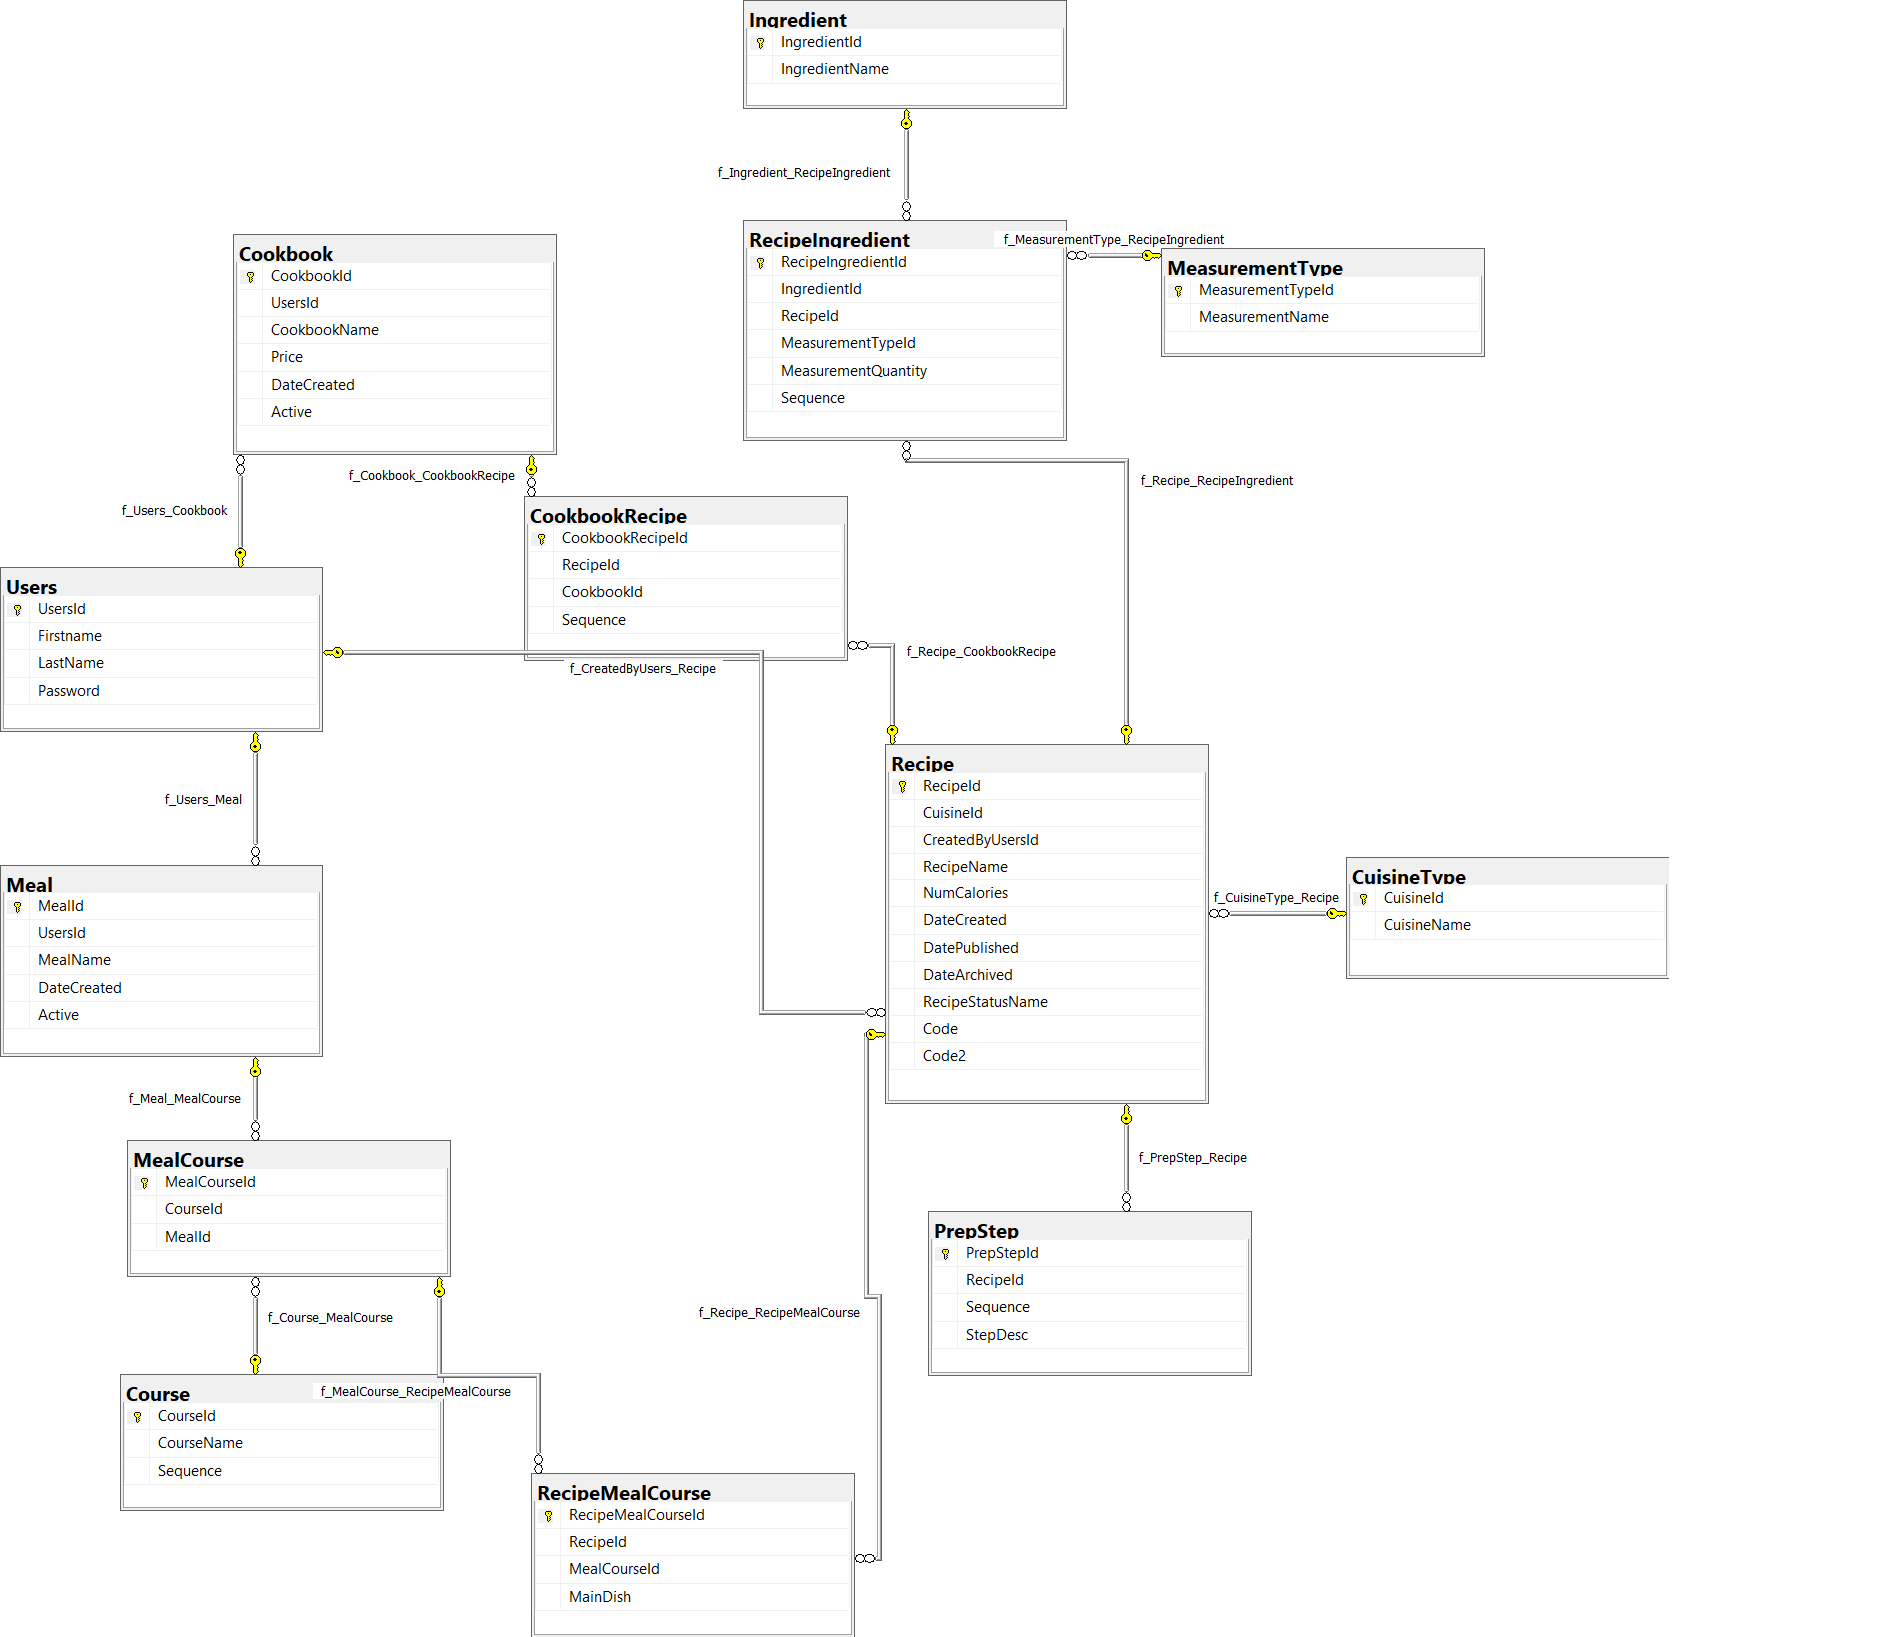 Ingredient
IngredientId
IngredientName
f_Ingredient_RecipeIngredient
RecipeIngredient
RecipeIngredientId
IngredientId
RecipeId
MeasurementTypeId
MeasurementQuantity
Sequence
f_MeasurementType_RecipeIngredient
MeasurementType
MeasurementTypeId
MeasurementName
Cookbook
CookbookId
UsersId
CookbookName
Price
DateCreated
Active
f_Cookbook_CookbookRecipe
f_Recipe_RecipeIngredient
f_Users_Cookbook
CookbookRecipe
CookbookRecipeId
RecipeId
CookbookId
Sequence
Users
UsersId
Firstname
LastName
Password
f_CreatedByUsers_Recipe
f_Recipe_CookbookRecipe
f_Users_Meal
Recipe
RecipeId
CuisineId
CreatedByUsersId
RecipeName
NumCalories
DateCreated
DatePublished
DateArchived
RecipeStatusName
Code
Code2
f_CuisineType_Recipe
CuisineType
CuisineId
CuisineName
Meal
MealId
UsersId
MealName
DateCreated
Active
f_Meal_MealCourse
f_PrepStep_Recipe
MealCourse
MealCourseId
CourseId
MealId
PrepStep
PrepStepId
RecipeId
Sequence
StepDesc
f_Course_MealCourse
f_Recipe_RecipeMealCourse
Course
CourseId
CourseName
Sequence
f_MealCourse_RecipeMealCourse
RecipeMealCourse
RecipeMealCourseId
RecipeId
MealCourseId
MainDish